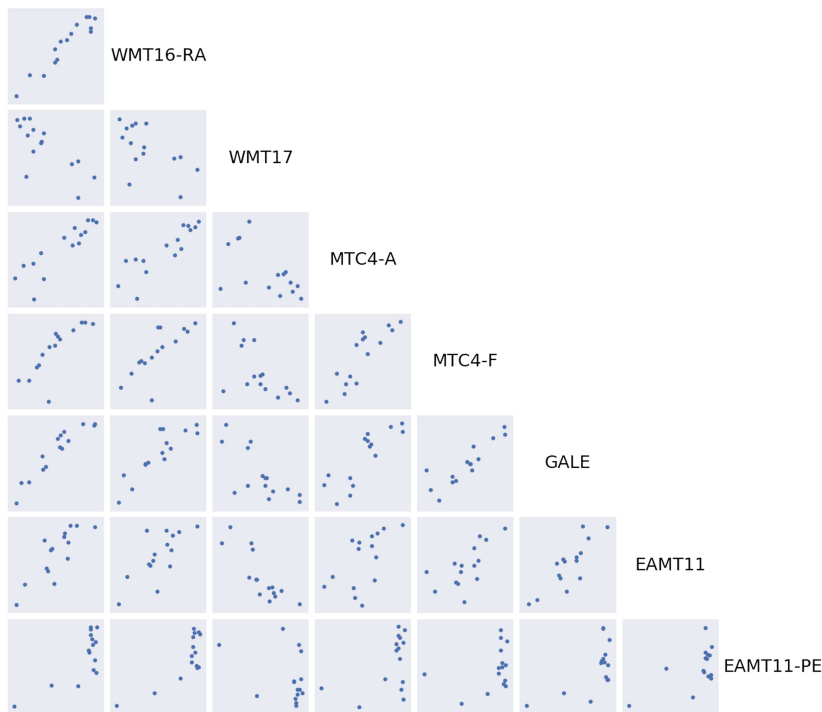 WMT16-RA
WMT17
MTC4-A
MTC4-F
GALE
EAMT11
EAMT11-PE